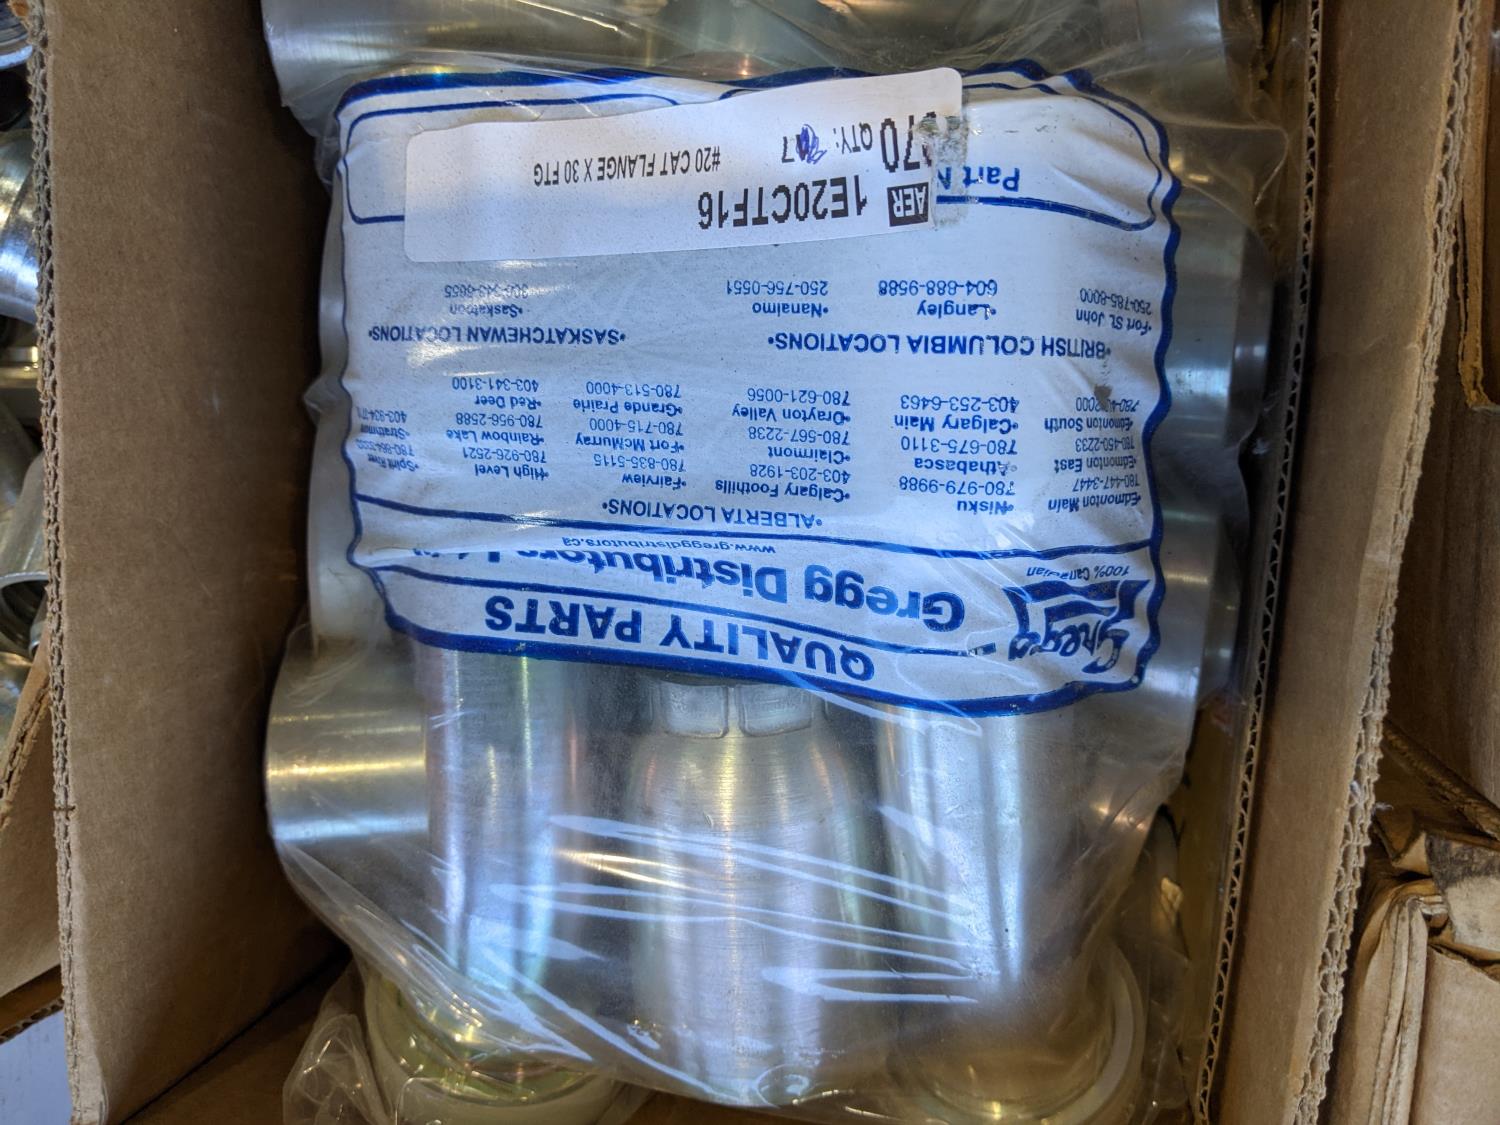 QUALITY PARTS
Gregg
100% Canadian
Gregg Distributors
www.greggdistributors.ca
•ALBERTA LOCATIONS•
•Edmonton Main
780-447-3447
•Edmonton East
780-450-2233
•Edmonton South
•Nisku
780-979-9988
•Athabasca
780-675-3110
•Calgary Main
403-253-6463
•Calgary Foothills
403-203-1928
•Clairmont
780-567-2238
•Drayton Valley
780-621-0056
•Fairview
780-835-5115
•Fort McMurray
780-715-4000
•Grande Prairie
780-513-4000
•High Level
780-926-2521
•Rainbow Lake
780-956-2588
•Red Deer
403-341-3100
•Spirit River
•Strathmore
•BRITISH COLUMBIA LOCATIONS•
•Fort St. John
250-785-8000
•Langley
604-888-9588
•Nanaimo
250-756-0551
•SASKATCHEWAN LOCATIONS•
•Saskatoon
Part
AER 1E20CTF16
70 QTY: 7
#20 CAT FLANGE X 30 FTG